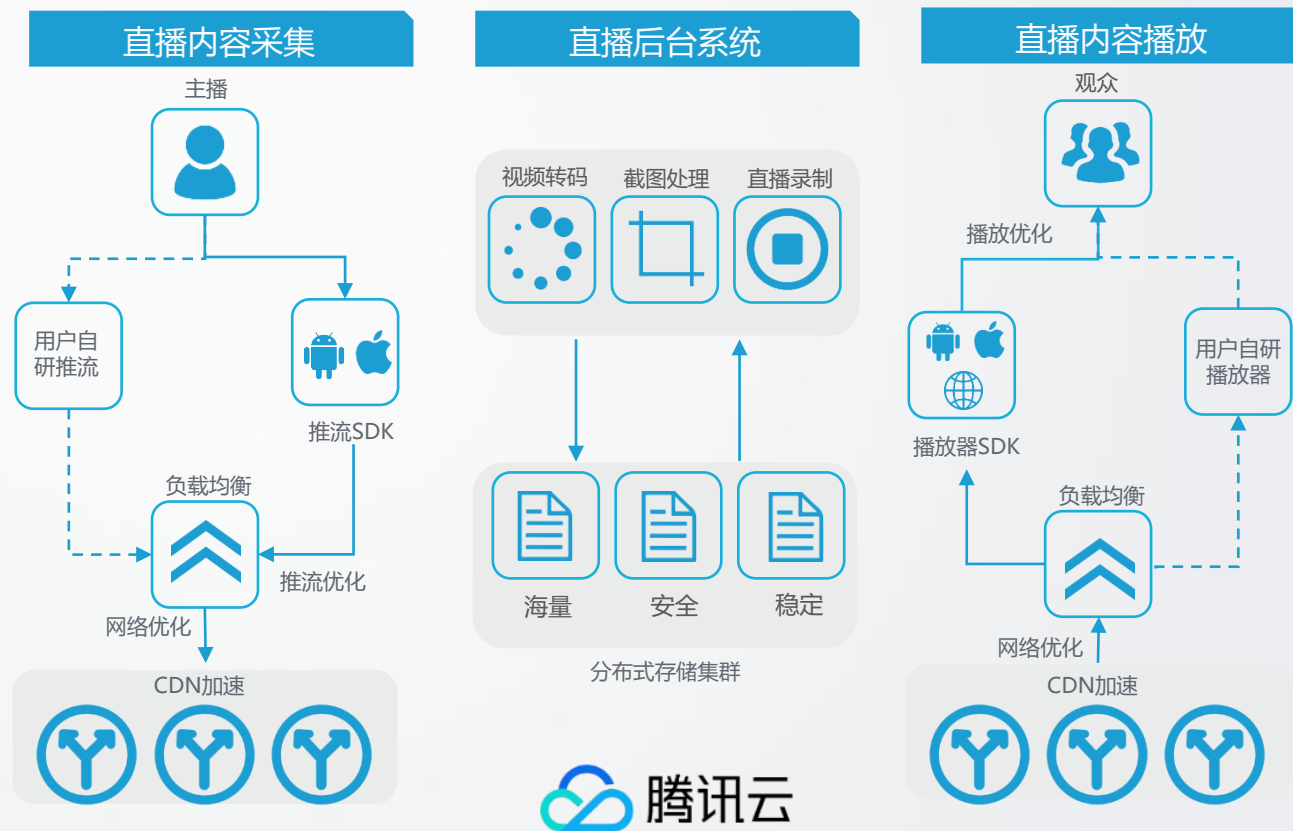 直播内容采集
主播
用户自
研推流
推流SDK
负载均衡
推流优化
网络优化
CDN加速
直播后台系统
视频转码
截图处理
直播录制
海量
安全
稳定
分布式存储集群
腾讯云
直播内容播放
观众
播放优化
用户自研
播放器
播放器SDK
负载均衡
网络优化
CDN加速